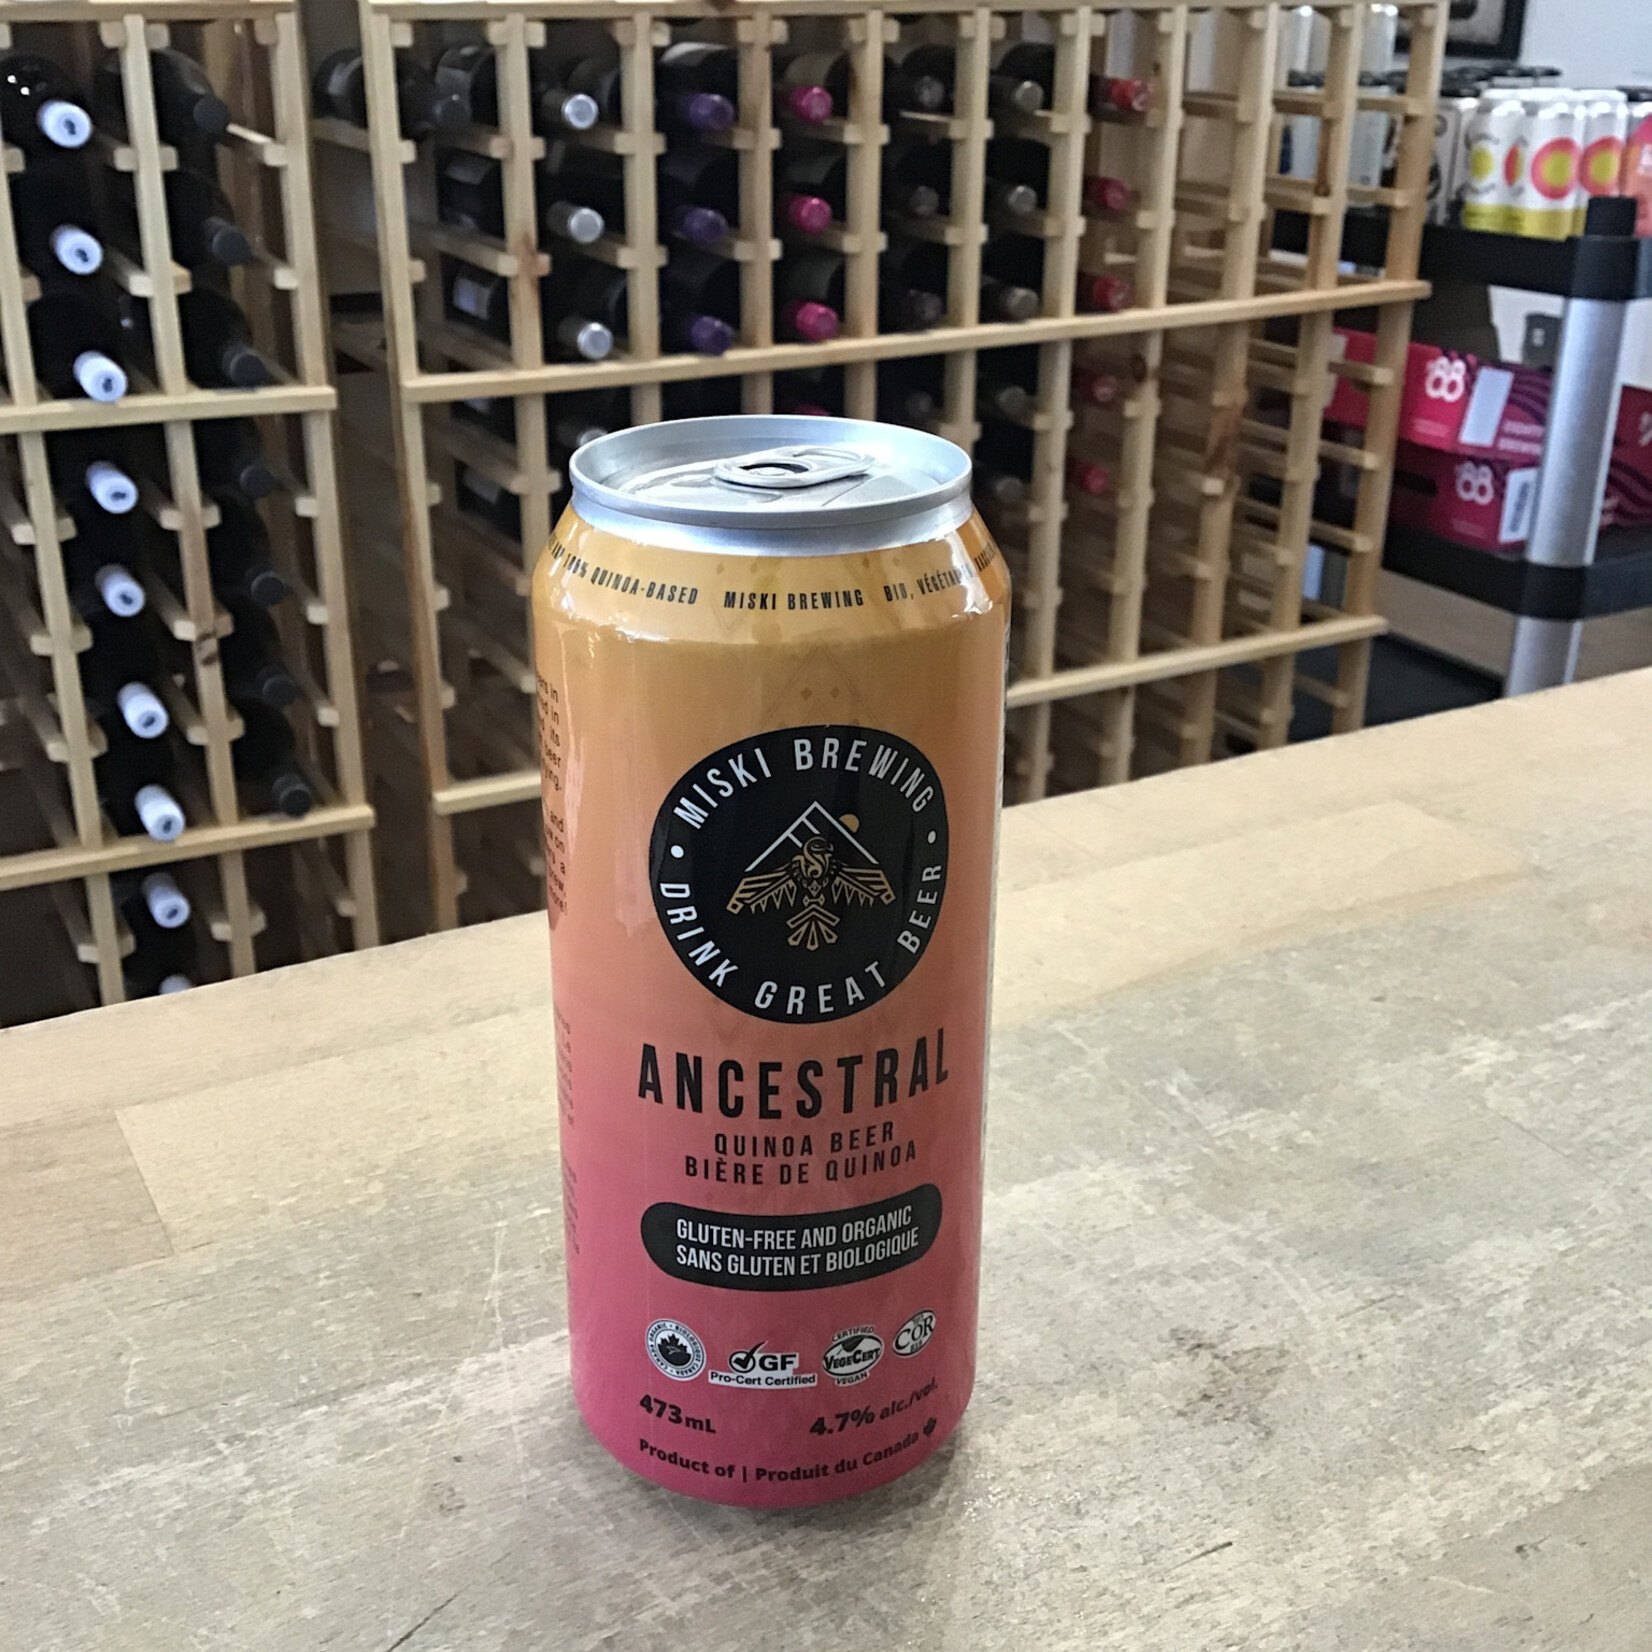 100% QUINOA-BASED MISKI BREWING BIO,
MISKI BREWING
DRINK GREAT BEER
ANCESTRAL
QUINOA BEER
BIÈRE DE QUINOA
GLUTEN-FREE AND ORGANIC
SANS GLUTEN ET BIOLOGIQUE
GF
Pro-Cert Certified
CERTIFIED
VEGECERT
VEGAN
COR
473mL 4.7% alc./vol.
Product of | Produit du Canada
88
88